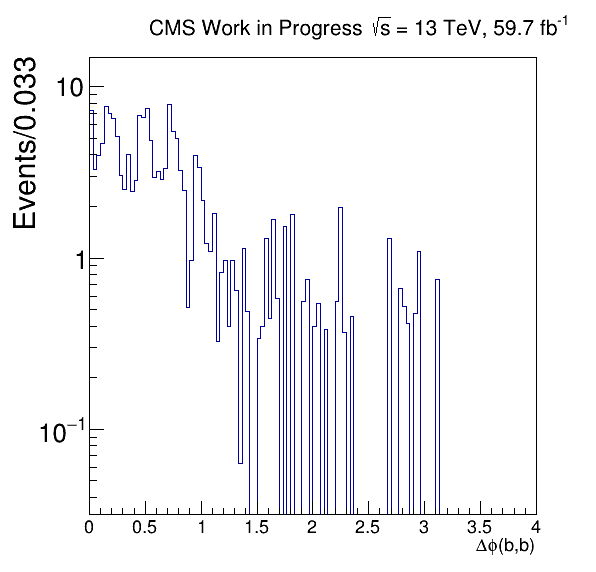 CMS Work in Progress √s = 13 TeV, 59.7 fb⁻¹
Events/0.033
10
1
10⁻¹
0 0.5 1 1.5 2 2.5 3 3.5 4
Δϕ(b,b)